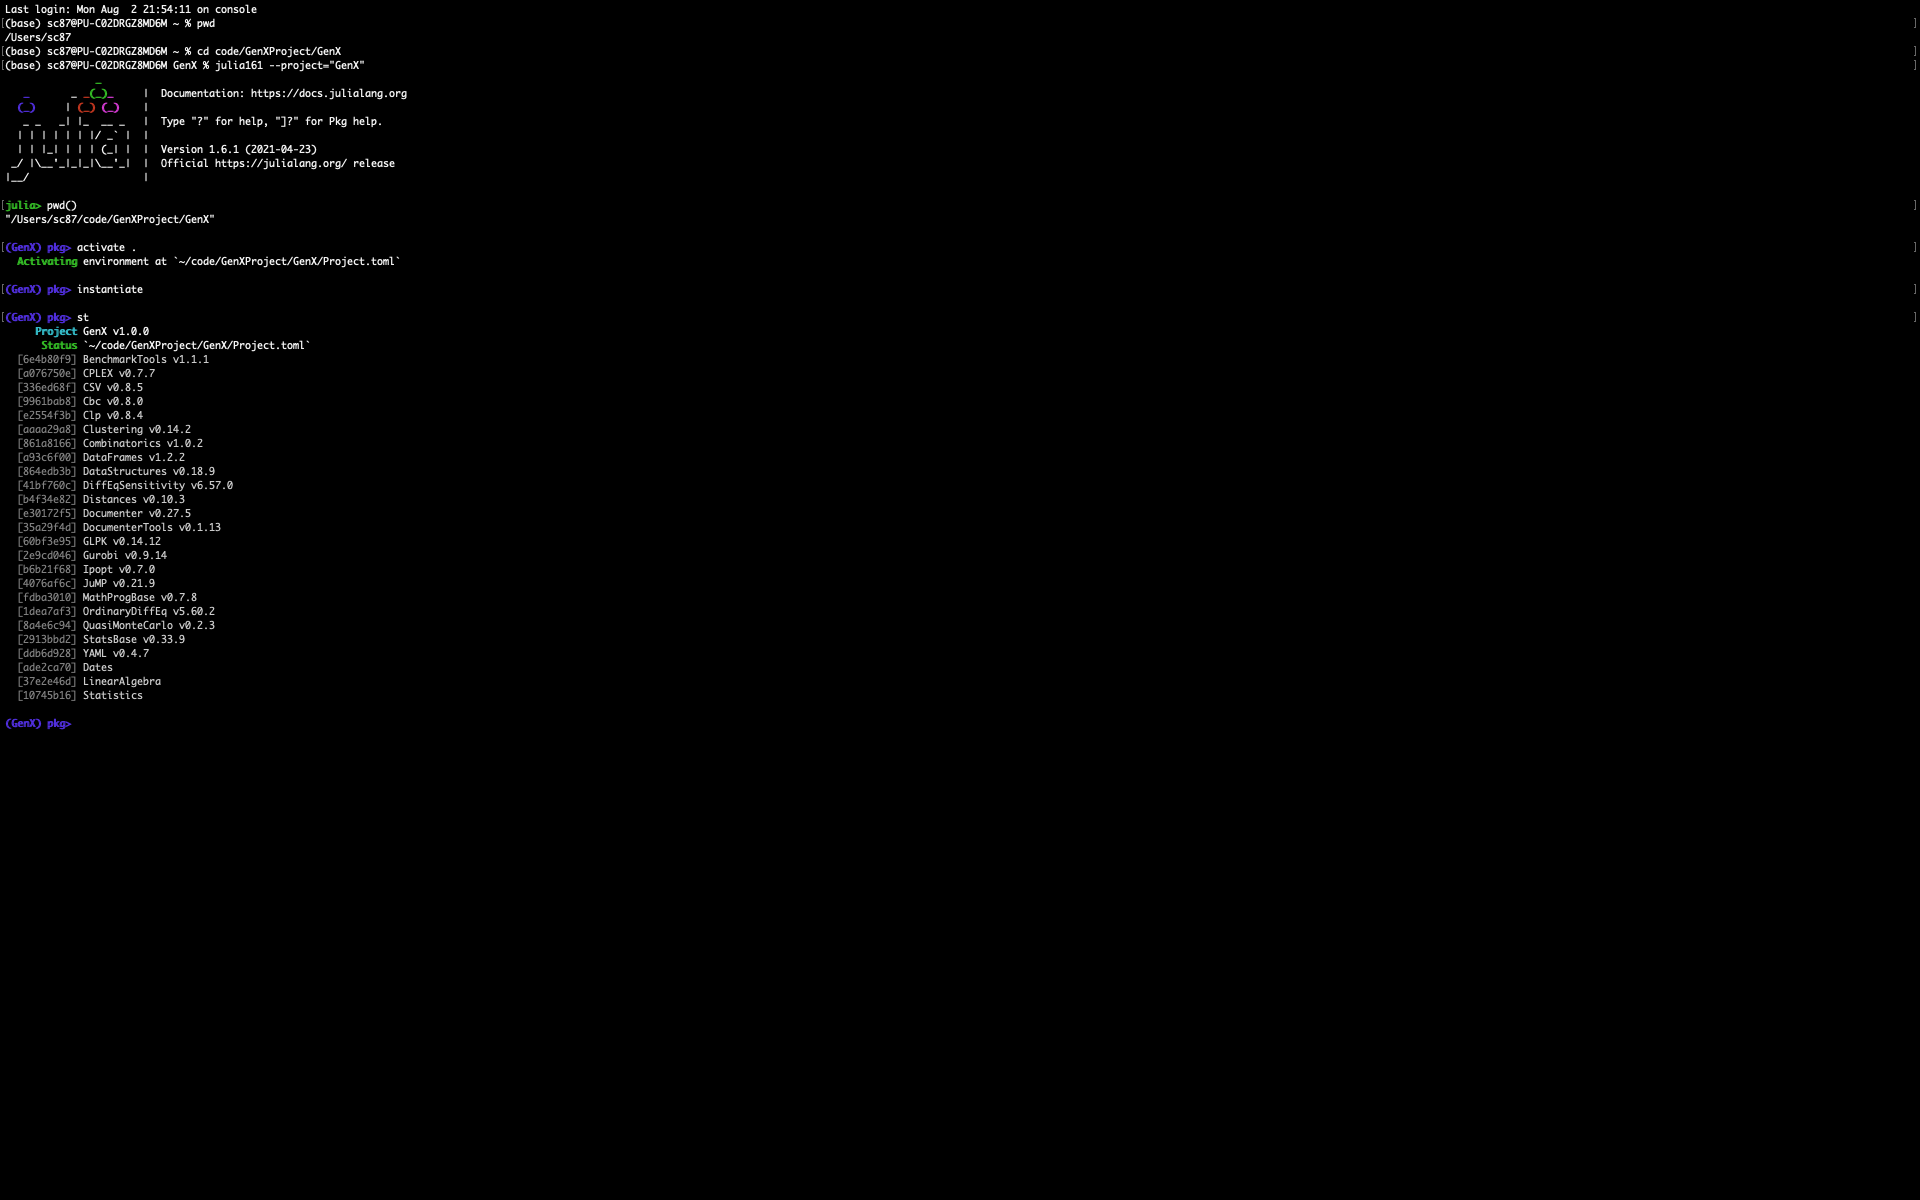 Last login: Mon Aug  2 21:54:11 on console
[(base) sc87@PU-C02DRGZ8MD6M ~ % pwd ]
/Users/sc87
[(base) sc87@PU-C02DRGZ8MD6M ~ % cd code/GenXProject/GenX ]
[(base) sc87@PU-C02DRGZ8MD6M GenX % julia161 --project="GenX" ]
               _
   _       _ _(_)_     |  Documentation: https://docs.julialang.org
  (_)     | (_) (_)    |
   _ _   _| |_  __ _   |  Type "?" for help, "]?" for Pkg help.
  | | | | | | |/ _` |  |
  | | |_| | | | (_| |  |  Version 1.6.1 (2021-04-23)
 _/ |\__'_|_|_|\__'_|  |  Official https://julialang.org/ release
|__/                   |
[julia> pwd() ]
"/Users/sc87/code/GenXProject/GenX"
[(GenX) pkg> activate . ]
  Activating environment at `~/code/GenXProject/GenX/Project.toml`
[(GenX) pkg> instantiate ]
[(GenX) pkg> st ]
     Project GenX v1.0.0
      Status `~/code/GenXProject/GenX/Project.toml`
  [6e4b80f9] BenchmarkTools v1.1.1
  [a076750e] CPLEX v0.7.7
  [336ed68f] CSV v0.8.5
  [9961bab8] Cbc v0.8.0
  [e2554f3b] Clp v0.8.4
  [aaaa29a8] Clustering v0.14.2
  [861a8166] Combinatorics v1.0.2
  [a93c6f00] DataFrames v1.2.2
  [864edb3b] DataStructures v0.18.9
  [41bf760c] DiffEqSensitivity v6.57.0
  [b4f34e82] Distances v0.10.3
  [e30172f5] Documenter v0.27.5
  [35a29f4d] DocumenterTools v0.1.13
  [60bf3e95] GLPK v0.14.12
  [2e9cd046] Gurobi v0.9.14
  [b6b21f68] Ipopt v0.7.0
  [4076af6c] JuMP v0.21.9
  [fdba3010] MathProgBase v0.7.8
  [1dea7af3] OrdinaryDiffEq v5.60.2
  [8a4e6c94] QuasiMonteCarlo v0.2.3
  [2913bbd2] StatsBase v0.33.9
  [ddb6d928] YAML v0.4.7
  [ade2ca70] Dates
  [37e2e46d] LinearAlgebra
  [10745b16] Statistics
(GenX) pkg>